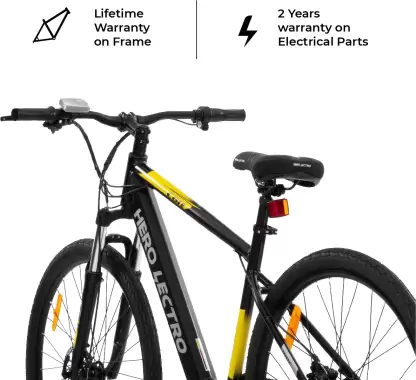 Lifetime
Warranty
on Frame
2 Years
warranty on
Electrical Parts
HERO LECTRO